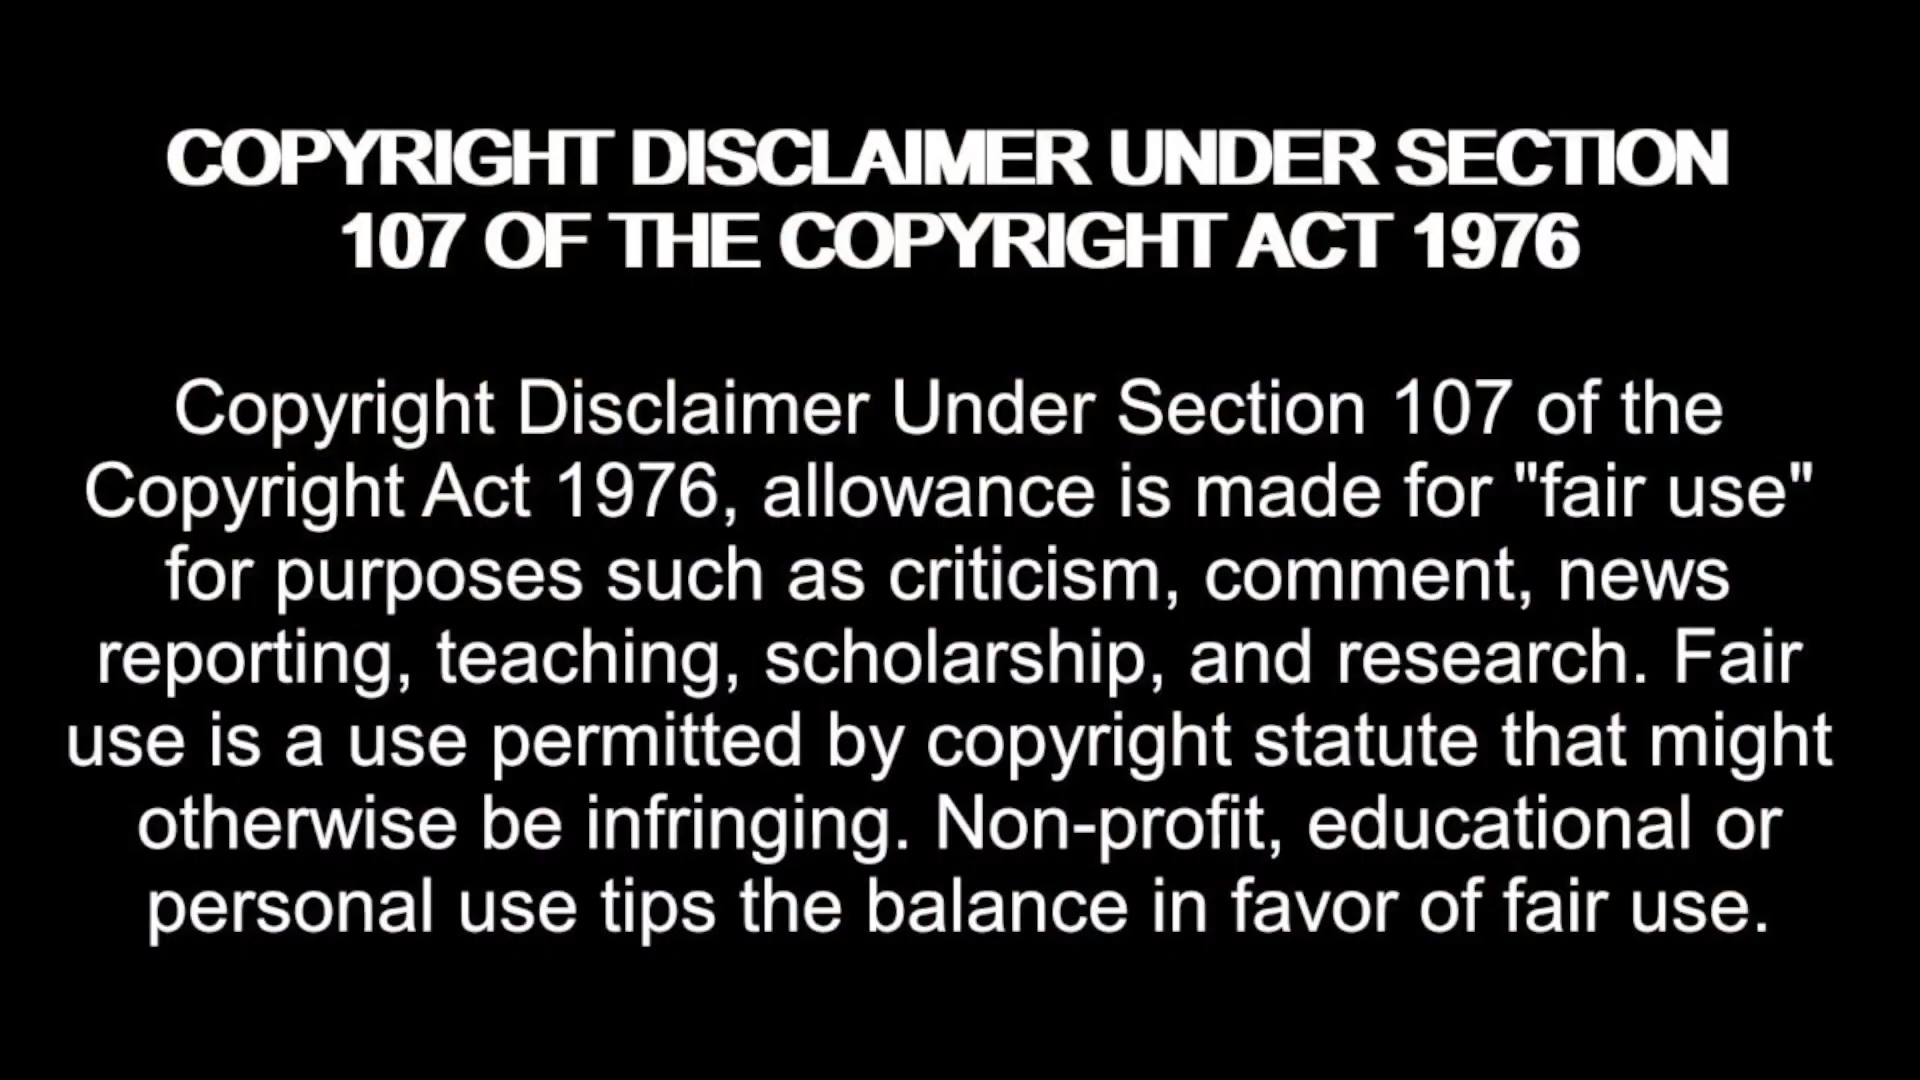 COPYRIGHT DISCLAIMER UNDER SECTION
107 OF THE COPYRIGHT ACT 1976
Copyright Disclaimer Under Section 107 of the
Copyright Act 1976, allowance is made for "fair use"
for purposes such as criticism, comment, news
reporting, teaching, scholarship, and research. Fair
use is a use permitted by copyright statute that might
otherwise be infringing. Non-profit, educational or
personal use tips the balance in favor of fair use.